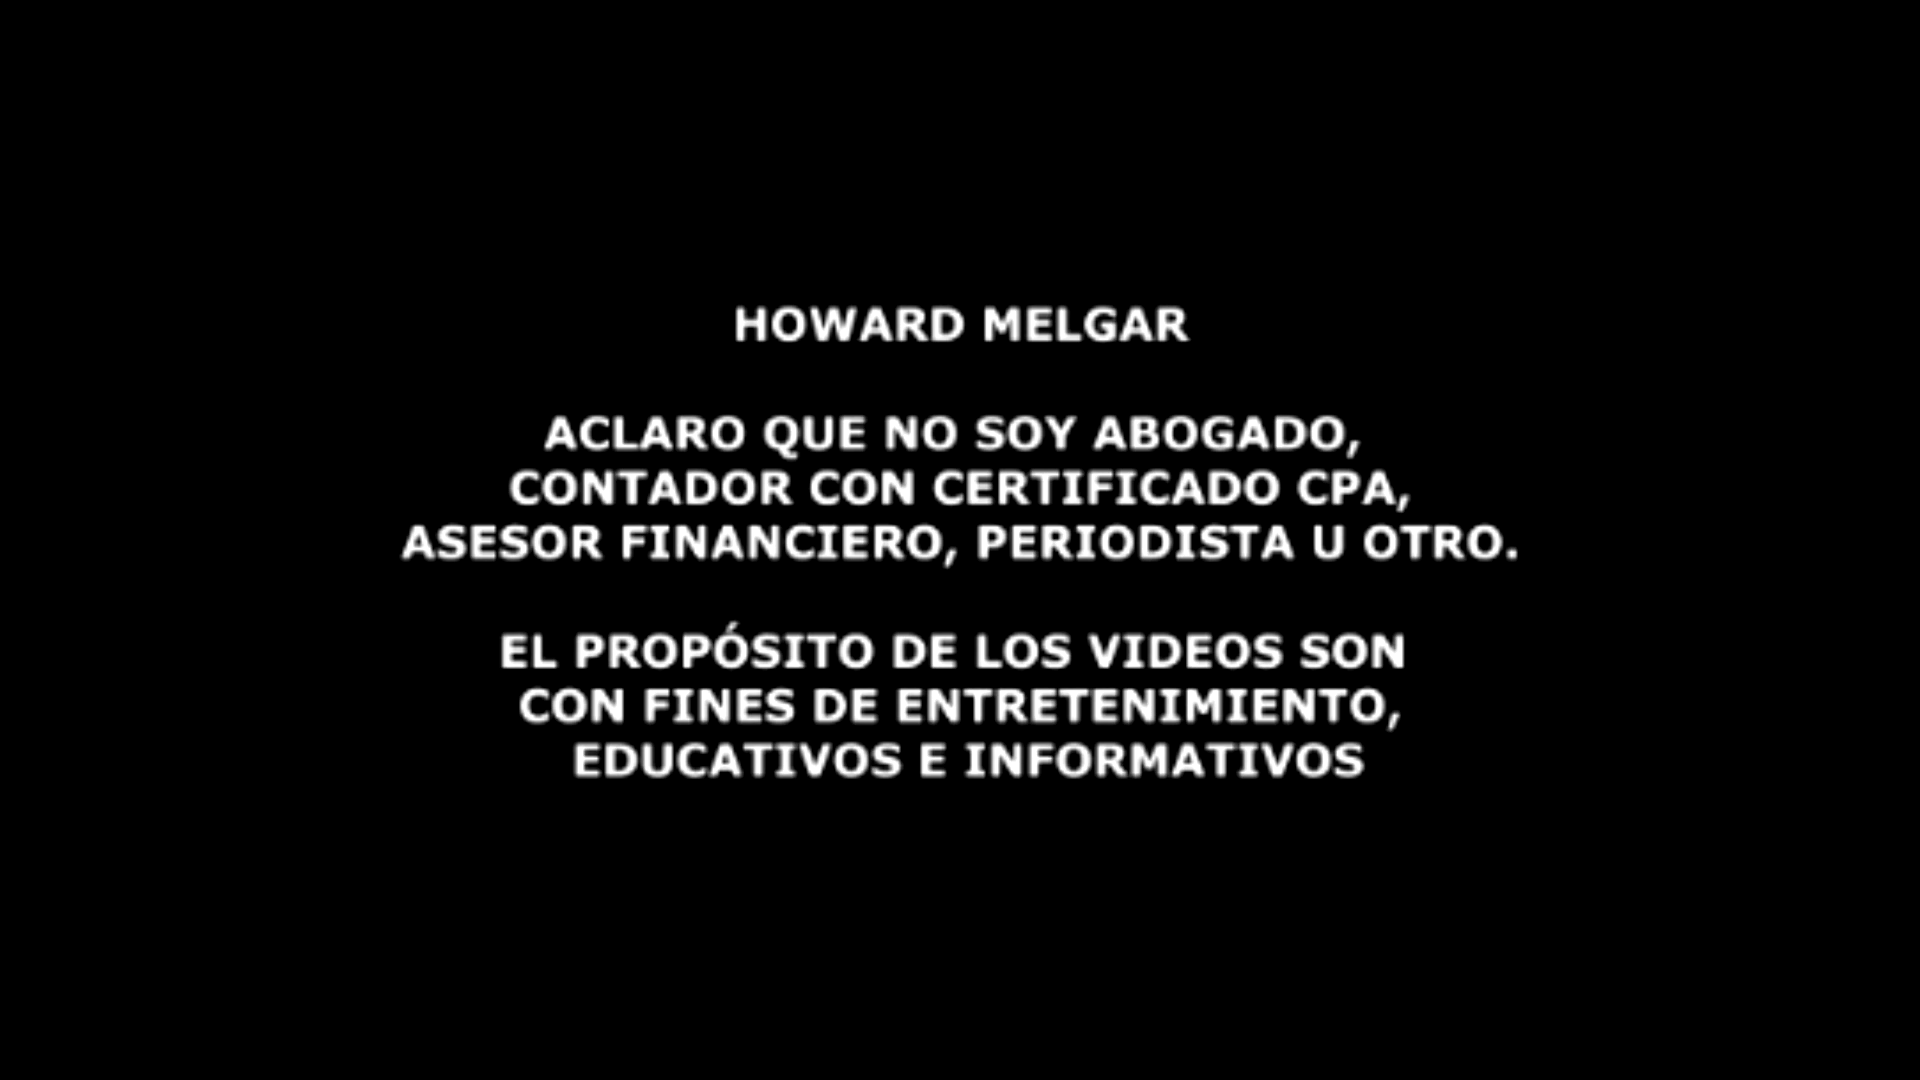 HOWARD MELGAR
ACLARO QUE NO SOY ABOGADO,
CONTADOR CON CERTIFICADO CPA,
ASESOR FINANCIERO, PERIODISTA U OTRO.
EL PROPÓSITO DE LOS VIDEOS SON
CON FINES DE ENTRETENIMIENTO,
EDUCATIVOS E INFORMATIVOS